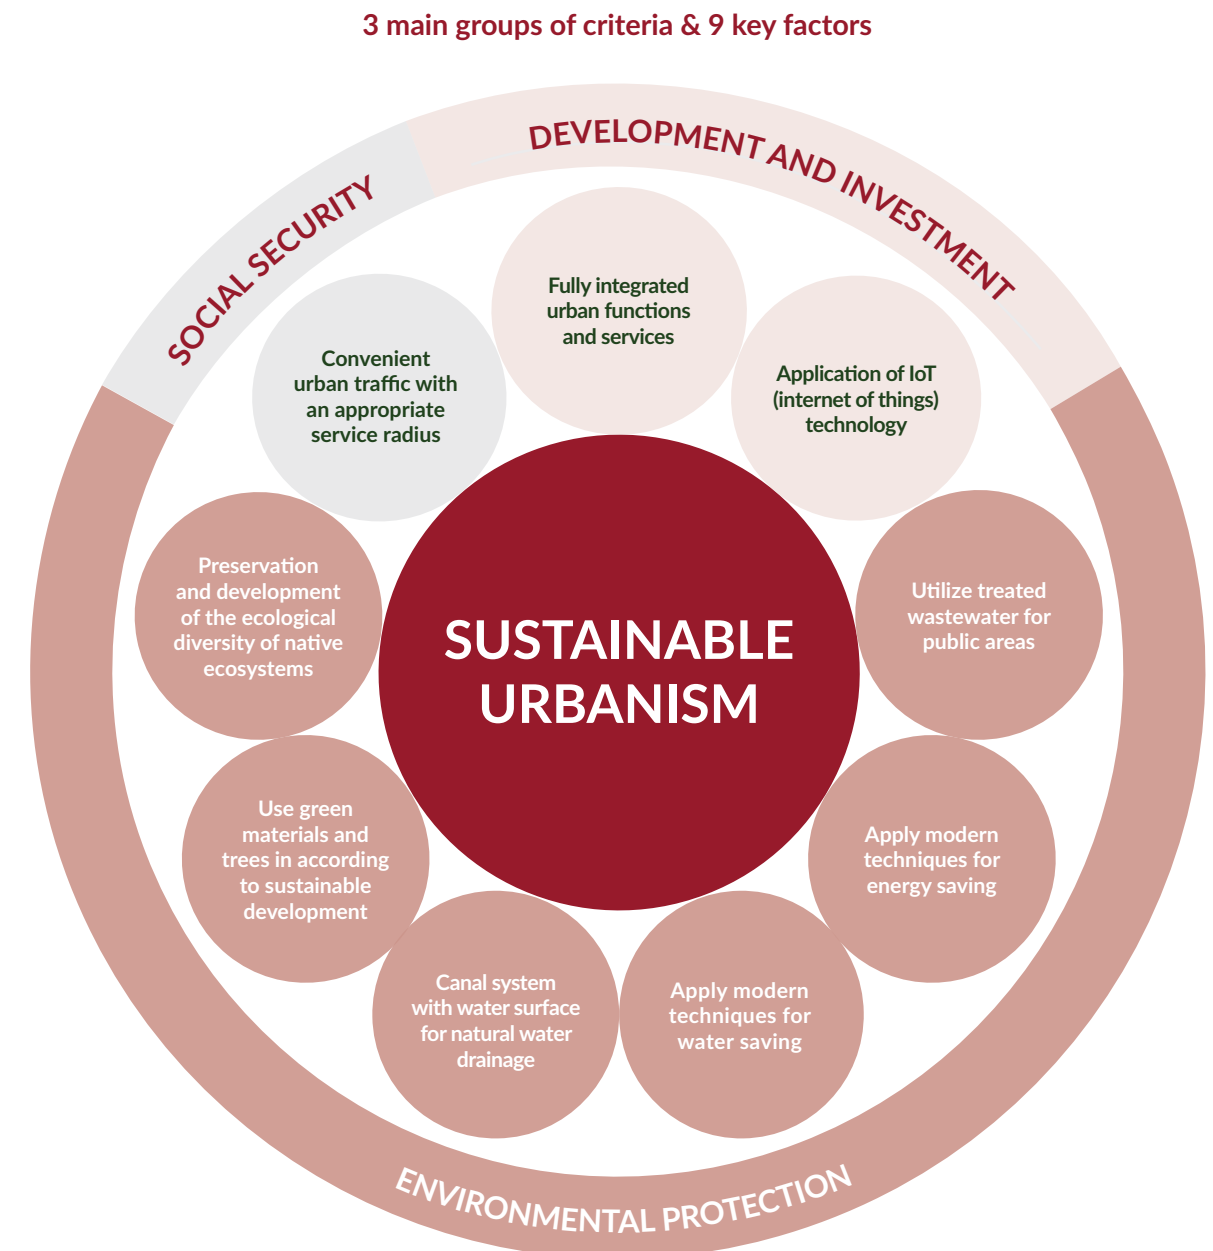 3 main groups of criteria & 9 key factors
DEVELOPMENT AND INVESTMENT
SOCIAL SECURITY
Fully integrated
urban functions
and services
Convenient
urban traffic with
an appropriate
service radius
Application of IoT
(internet of things)
technology
Preservation
and development
of the ecological
diversity of native
ecosystems
SUSTAINABLE
URBANISM
Utilize treated
wastewater for
public areas
Use green
materials and
trees in according
to sustainable
development
Apply modern
techniques for
energy saving
Canal system
with water surface
for natural water
drainage
Apply modern
techniques for
water saving
ENVIRONMENTAL PROTECTION